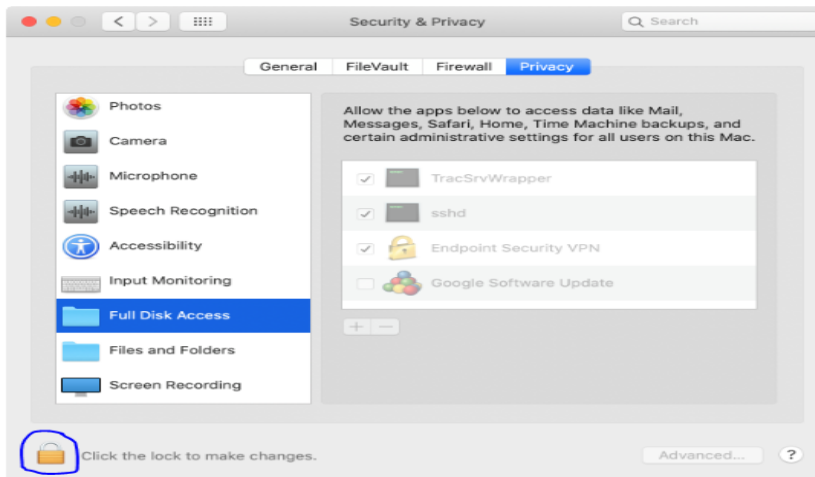 Security & Privacy
Search
General FileVault Firewall Privacy
Photos
Camera
Microphone
Speech Recognition
Accessibility
Input Monitoring
Full Disk Access
Files and Folders
Screen Recording
Allow the apps below to access data like Mail,
Messages, Safari, Home, Time Machine backups, and
certain administrative settings for all users on this Mac.
TracSrvWrapper
sshd
Endpoint Security VPN
Google Software Update
Click the lock to make changes.
Advanced...
?